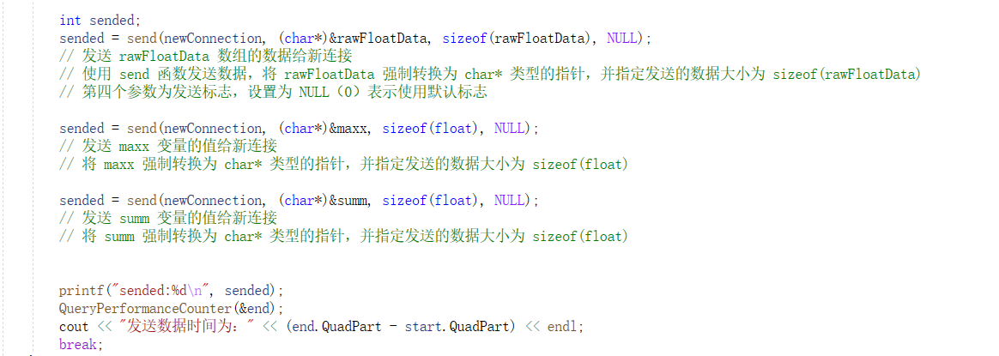 int sended;
sended = send(newConnection, (char*)&rawFloatData, sizeof(rawFloatData), NULL);
// 发送 rawFloatData 数组的数据给新连接
// 使用 send 函数发送数据，将 rawFloatData 强制转换为 char* 类型的指针，并指定发送的数据大小为 sizeof(rawFloatData)
// 第四个参数为发送标志，设置为 NULL（0）表示使用默认标志
sended = send(newConnection, (char*)&maxx, sizeof(float), NULL);
// 发送 maxx 变量的值给新连接
// 将 maxx 强制转换为 char* 类型的指针，并指定发送的数据大小为 sizeof(float)
sended = send(newConnection, (char*)&summ, sizeof(float), NULL);
// 发送 summ 变量的值给新连接
// 将 summ 强制转换为 char* 类型的指针，并指定发送的数据大小为 sizeof(float)
printf("sended:%d\n", sended);
QueryPerformanceCounter(&end);
cout << "发送数据时间为：" << (end.QuadPart - start.QuadPart) << endl;
break;